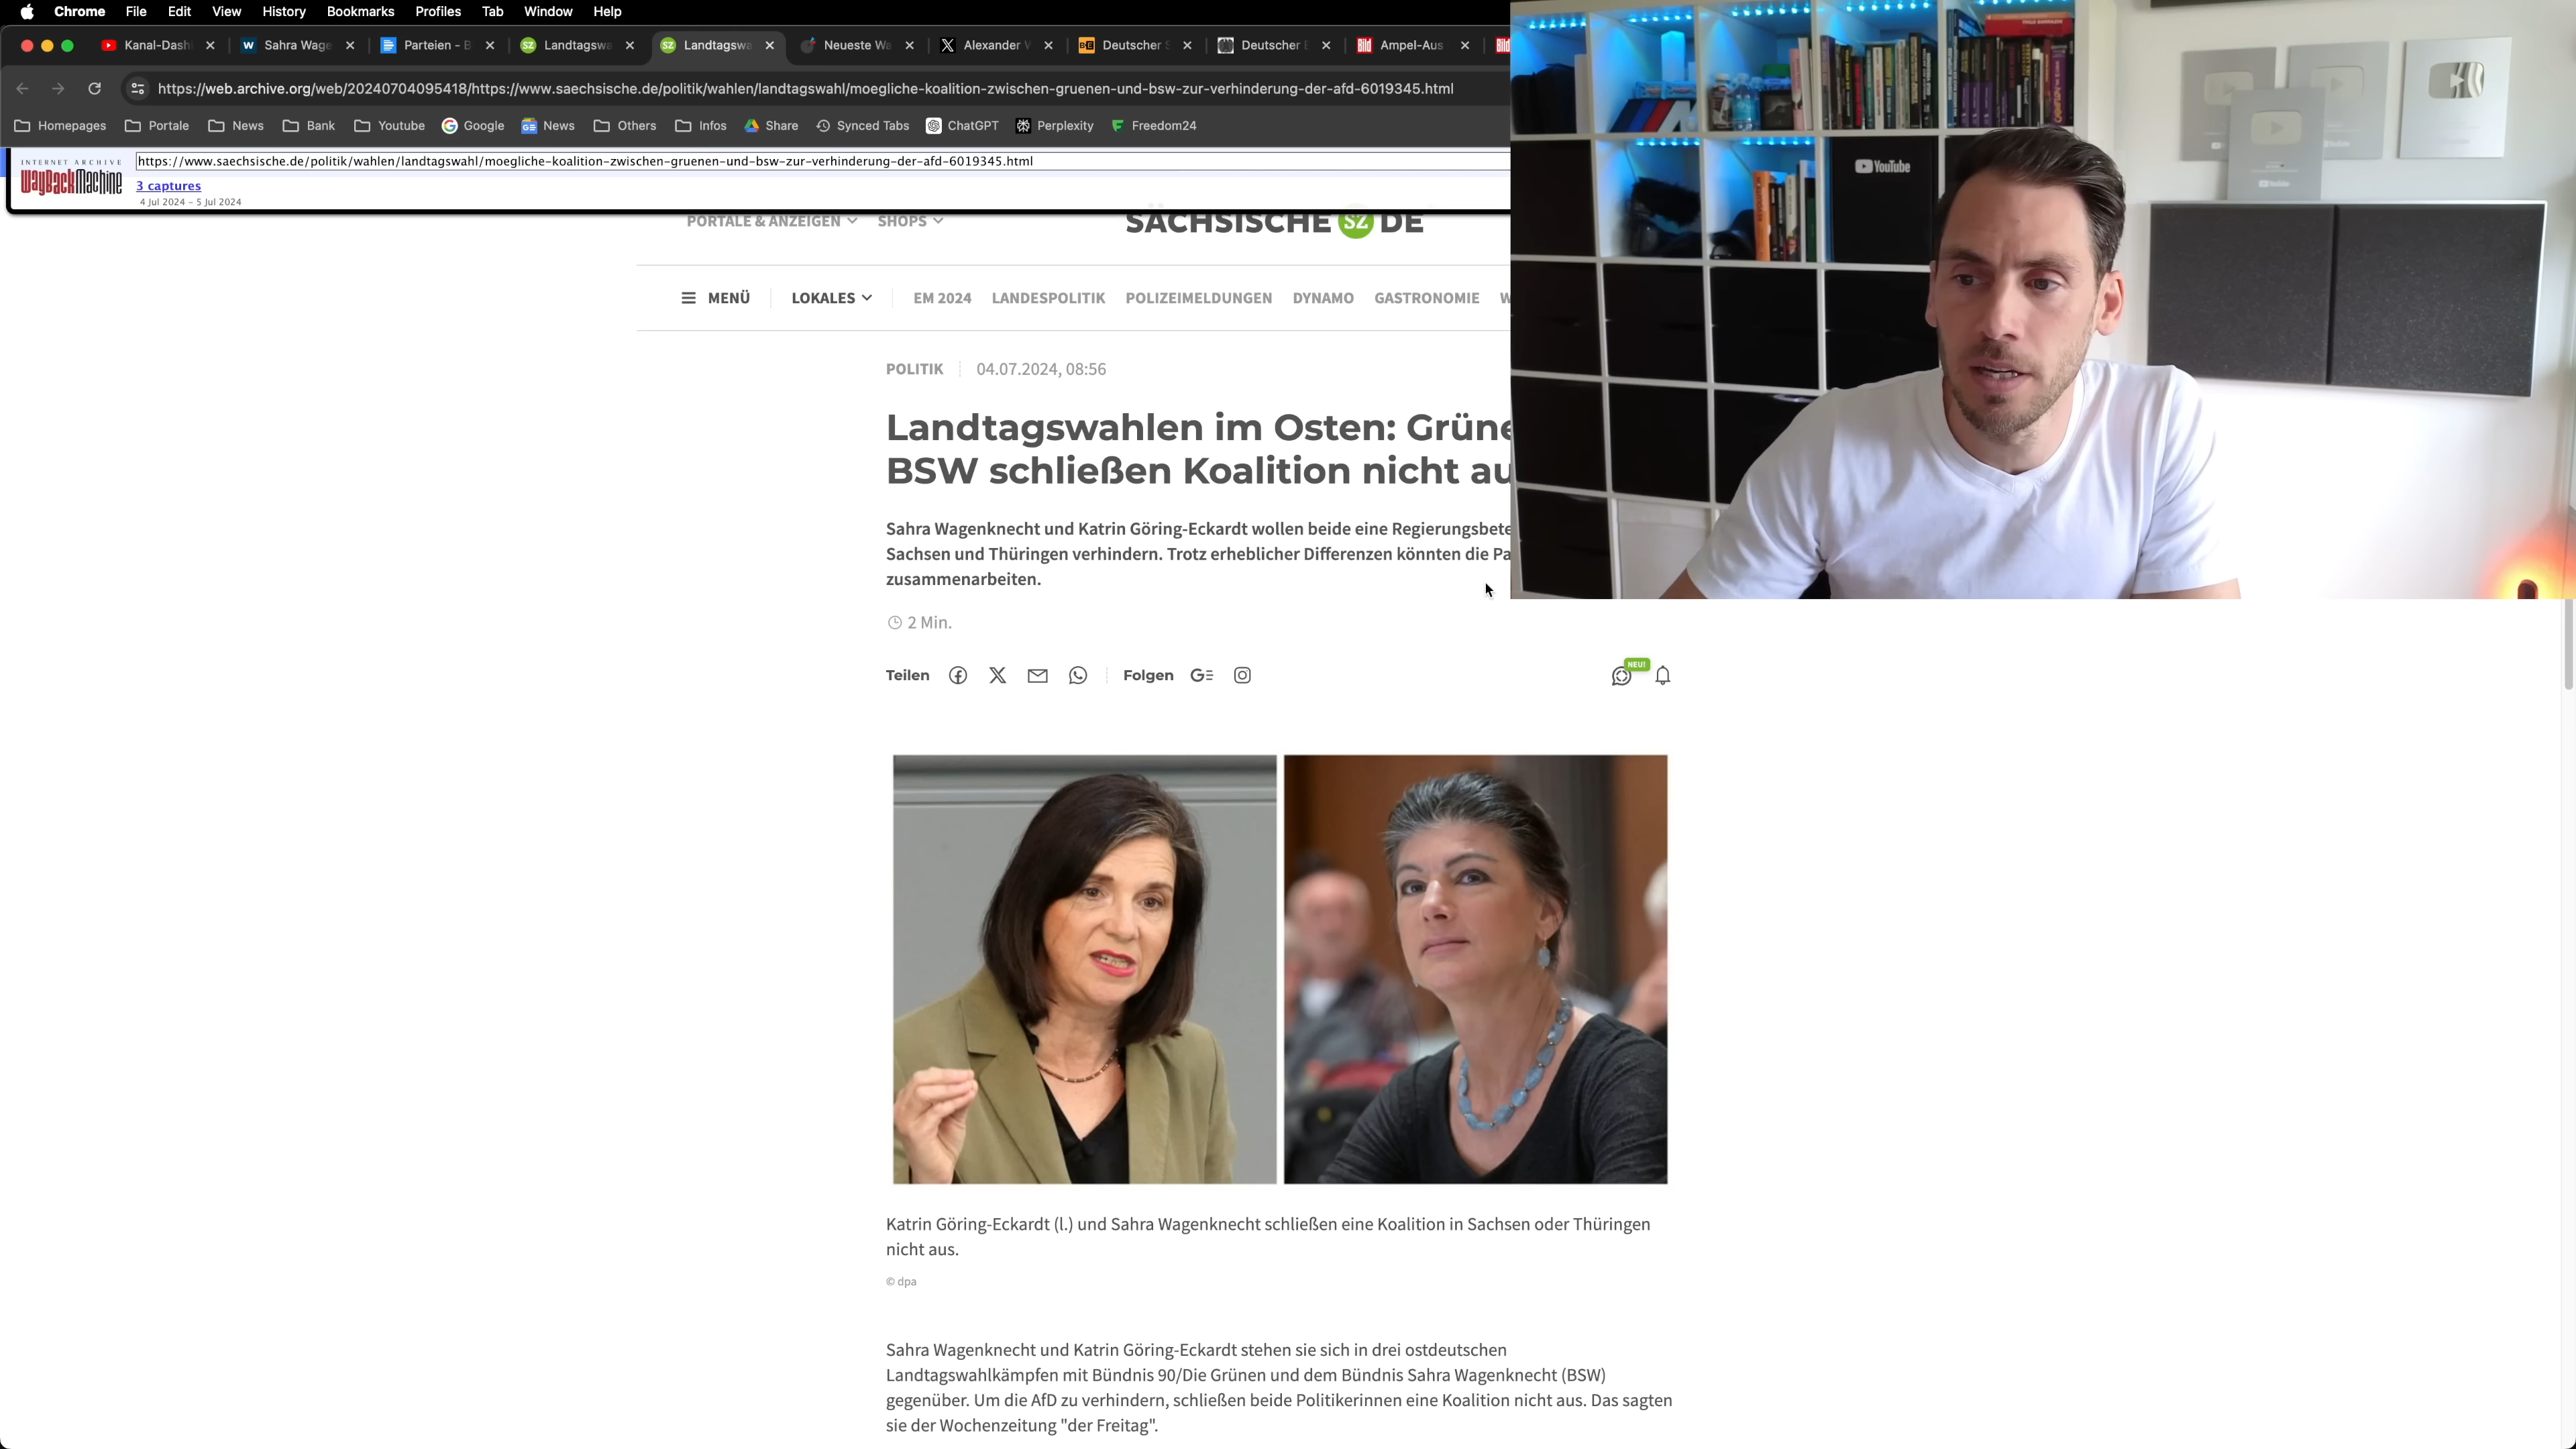 Chrome File Edit View History Bookmarks Profiles Tab Window Help
Kanal-Dash Sahra Wage Parteien - B Landtagswa Landtagswa Neueste Wa Alexander W Deutscher S Deutscher B Ampel-Aus
https://web.archive.org/web/20240704095418/https://www.saechsische.de/politik/wahlen/landtagswahl/moegliche-koalition-zwischen-gruenen-und-bsw-zur-verhinderung-der-afd-6019345.html
Homepages Portale News Bank Youtube Google News Others Infos Share Synced Tabs ChatGPT Perplexity Freedom24
INTERNET ARCHIVE
WayBackMachine
https://www.saechsische.de/politik/wahlen/landtagswahl/moegliche-koalition-zwischen-gruenen-und-bsw-zur-verhinderung-der-afd-6019345.html
3 captures
4 Jul 2024 – 5 Jul 2024
YouTube
PORTALE & ANZEIGEN SHOPS
SÄCHSISCHE SZ DE
MENÜ LOKALES EM 2024 LANDESPOLITIK POLIZEIMELDUNGEN DYNAMO GASTRONOMIE W
POLITIK 04.07.2024, 08:56
Landtagswahlen im Osten: Grüne
BSW schließen Koalition nicht au
Sahra Wagenknecht und Katrin Göring-Eckardt wollen beide eine Regierungsbete
Sachsen und Thüringen verhindern. Trotz erheblicher Differenzen könnten die Pa
zusammenarbeiten.
2 Min.
Teilen Folgen
NEU!
Katrin Göring-Eckardt (l.) und Sahra Wagenknecht schließen eine Koalition in Sachsen oder Thüringen
nicht aus.
© dpa
Sahra Wagenknecht und Katrin Göring-Eckardt stehen sie sich in drei ostdeutschen
Landtagswahlkämpfen mit Bündnis 90/Die Grünen und dem Bündnis Sahra Wagenknecht (BSW)
gegenüber. Um die AfD zu verhindern, schließen beide Politikerinnen eine Koalition nicht aus. Das sagten
sie der Wochenzeitung "der Freitag".